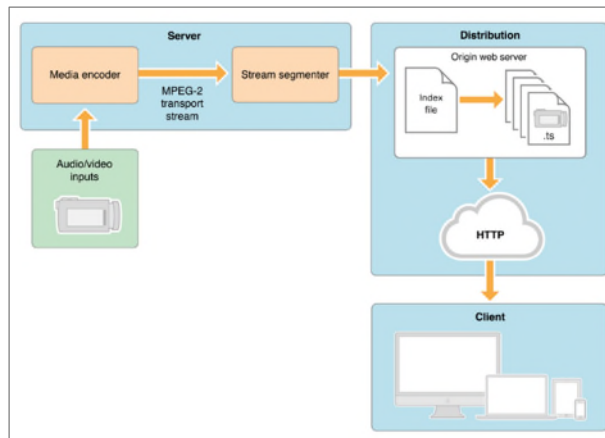 Server
Media encoder
MPEG-2
transport
stream
Stream segmenter
Audio/video
inputs
Distribution
Origin web server
Index
file
.ts
HTTP
Client